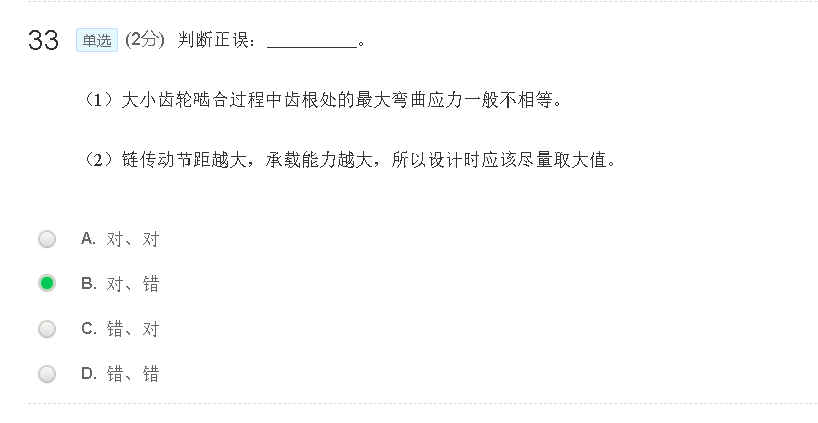 33 单选 (2分) 判断正误：__________。
（1）大小齿轮啮合过程中齿根处的最大弯曲应力一般不相等。
（2）链传动节距越大，承载能力越大，所以设计时应该尽量取大值。
A. 对、对
B. 对、错
C. 错、对
D. 错、错